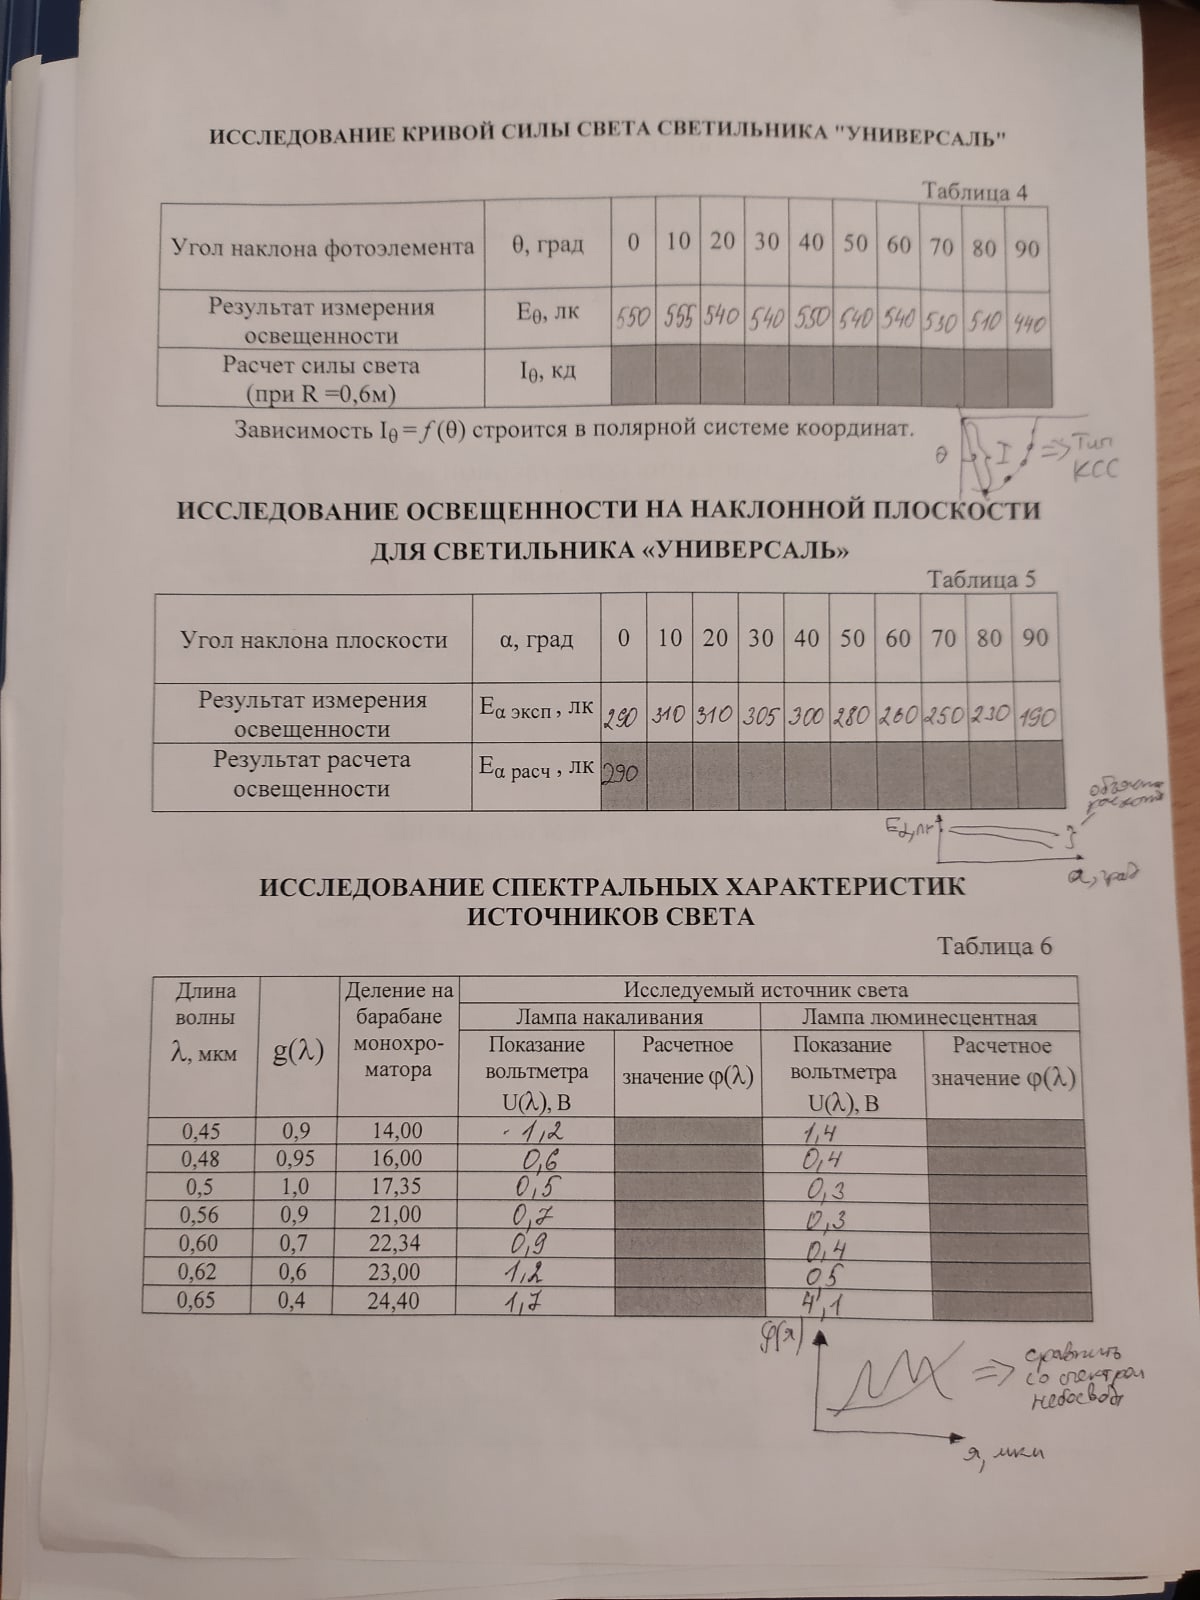 ИССЛЕДОВАНИЕ КРИВОЙ СИЛЫ СВЕТА СВЕТИЛЬНИКА "УНИВЕРСАЛЬ"
Таблица 4
Угол наклона фотоэлемента θ, град 0 10 20 30 40 50 60 70 80 90
Результат измерения освещенности Eθ, лк 550 555 540 540 550 540 540 530 510 440
Расчет силы света (при R =0,6м) Iθ, кд
Зависимость Iθ = f (θ) строится в полярной системе координат.
θ I => Тип
КСС
ИССЛЕДОВАНИЕ ОСВЕЩЕННОСТИ НА НАКЛОННОЙ ПЛОСКОСТИ
ДЛЯ СВЕТИЛЬНИКА «УНИВЕРСАЛЬ»
Таблица 5
Угол наклона плоскости α, град 0 10 20 30 40 50 60 70 80 90
Результат измерения освещенности Eα эксп , лк 290 310 310 305 300 280 260 250 230 190
Результат расчета освещенности Eα расч , лк 290
Eα, лк
α, град
ИССЛЕДОВАНИЕ СПЕКТРАЛЬНЫХ ХАРАКТЕРИСТИК
ИСТОЧНИКОВ СВЕТА
Таблица 6
Длина волны λ, мкм g(λ) Деление на барабане монохро-матора Исследуемый источник света
Лампа накаливания Лампа люминесцентная
Показание вольтметра U(λ), В Расчетное значение φ(λ) Показание вольтметра U(λ), В Расчетное значение φ(λ)
0,45 0,9 14,00 1,2 1,4
0,48 0,95 16,00 0,6 0,4
0,5 1,0 17,35 0,5 0,3
0,56 0,9 21,00 0,7 0,3
0,60 0,7 22,34 0,9 0,4
0,62 0,6 23,00 1,2 0,5
0,65 0,4 24,40 1,7 4,1
φ(λ)
=> сравнить
со спектром
небосвода
λ, мкм